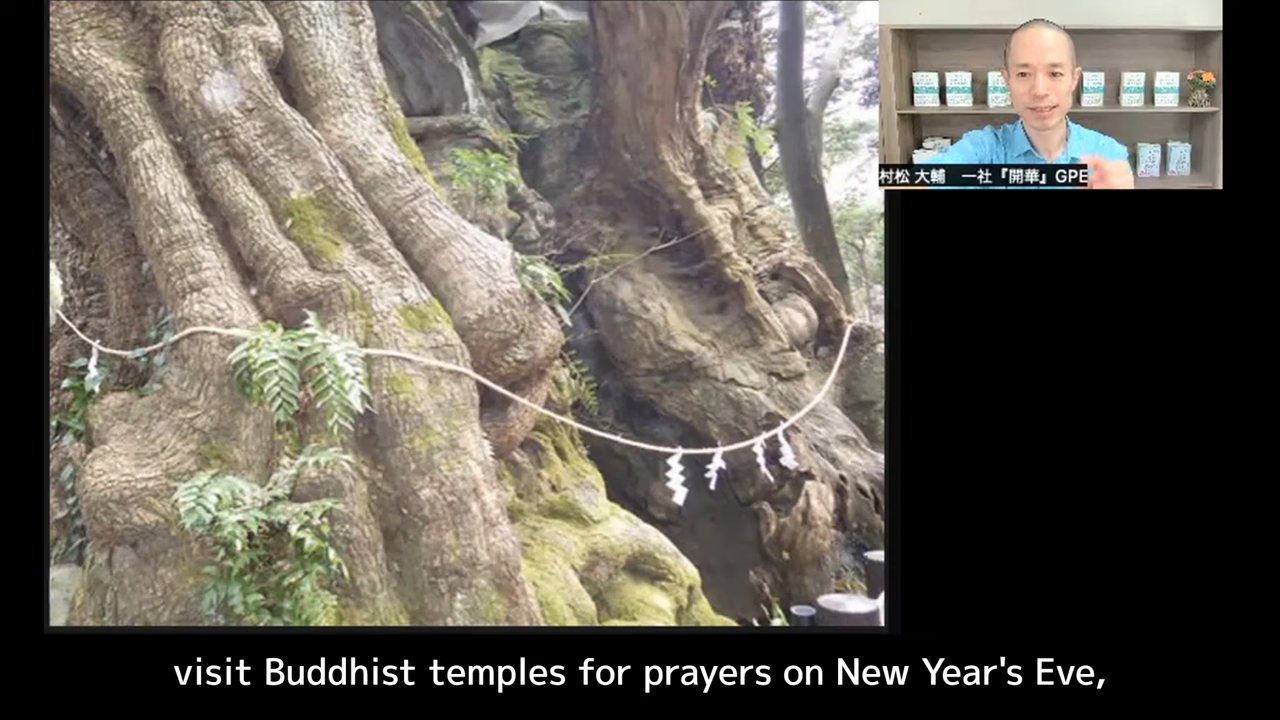 村松 大輔　一社『開華』GPE
visit Buddhist temples for prayers on New Year's Eve,